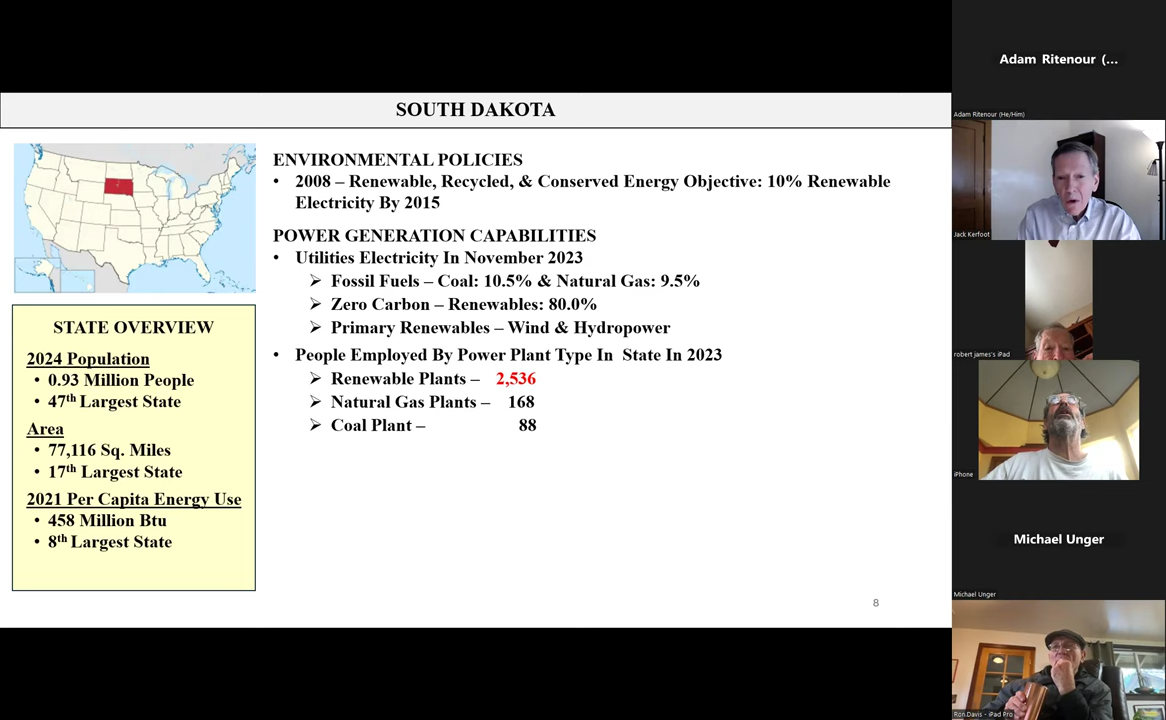 SOUTH DAKOTA
ENVIRONMENTAL POLICIES
• 2008 – Renewable, Recycled, & Conserved Energy Objective: 10% Renewable
Electricity By 2015
POWER GENERATION CAPABILITIES
• Utilities Electricity In November 2023
➢ Fossil Fuels – Coal: 10.5% & Natural Gas: 9.5%
➢ Zero Carbon – Renewables: 80.0%
➢ Primary Renewables – Wind & Hydropower
• People Employed By Power Plant Type In State In 2023
➢ Renewable Plants – 2,536
➢ Natural Gas Plants – 168
➢ Coal Plant – 88
STATE OVERVIEW
2024 Population
• 0.93 Million People
• 47th Largest State
Area
• 77,116 Sq. Miles
• 17th Largest State
2021 Per Capita Energy Use
• 458 Million Btu
• 8th Largest State
8
Adam Ritenour (...
Adam Ritenour (He/Him)
Jack Kerfoot
robert james's iPad
iPhone
Michael Unger
Michael Unger
Ron Davis - iPad Pro